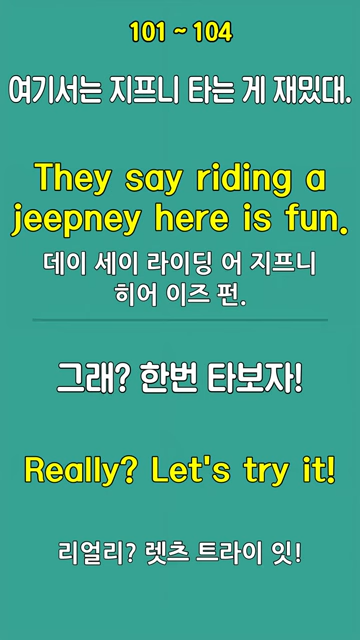 101 ~ 104
여기서는 지프니 타는 게 재밌대.
They say riding a
jeepney here is fun.
데이 세이 라이딩 어 지프니
히어 이즈 펀.
그래? 한번 타보자!
Really? Let's try it!
리얼리? 렛츠 트라이 잇!